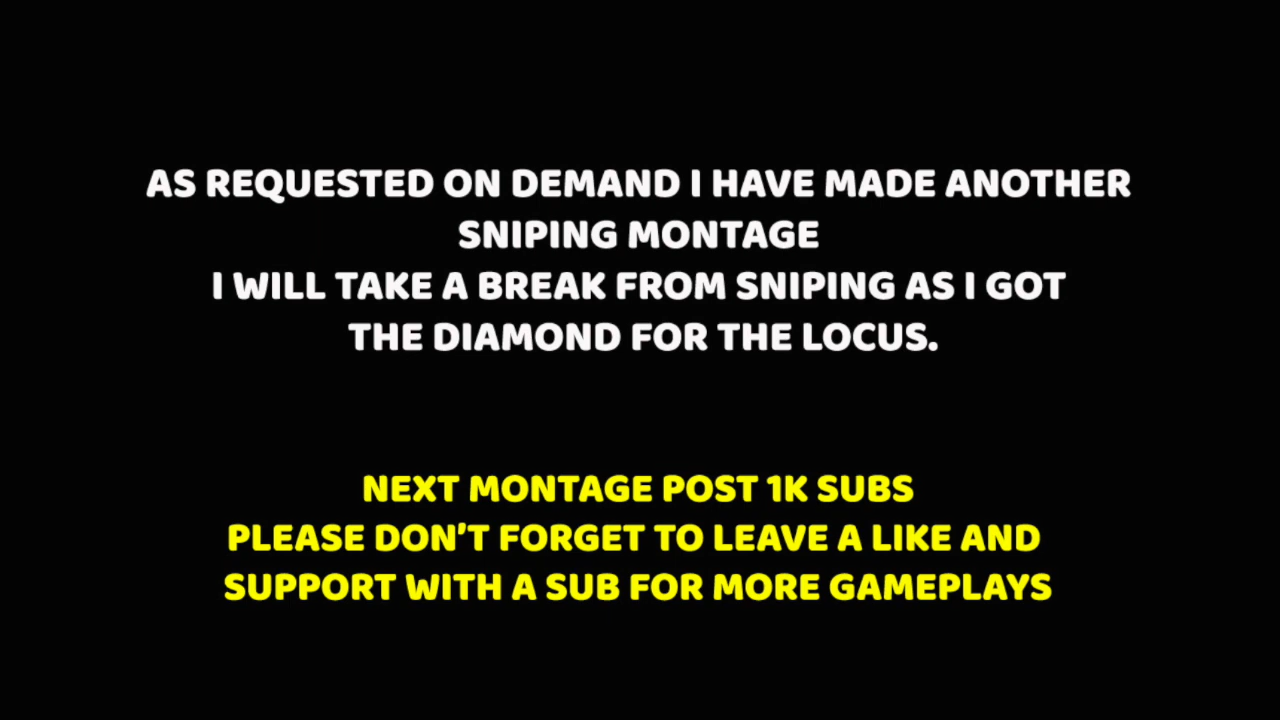 AS REQUESTED ON DEMAND I HAVE MADE ANOTHER
SNIPING MONTAGE
I WILL TAKE A BREAK FROM SNIPING AS I GOT
THE DIAMOND FOR THE LOCUS.
NEXT MONTAGE POST 1K SUBS
PLEASE DON'T FORGET TO LEAVE A LIKE AND
SUPPORT WITH A SUB FOR MORE GAMEPLAYS